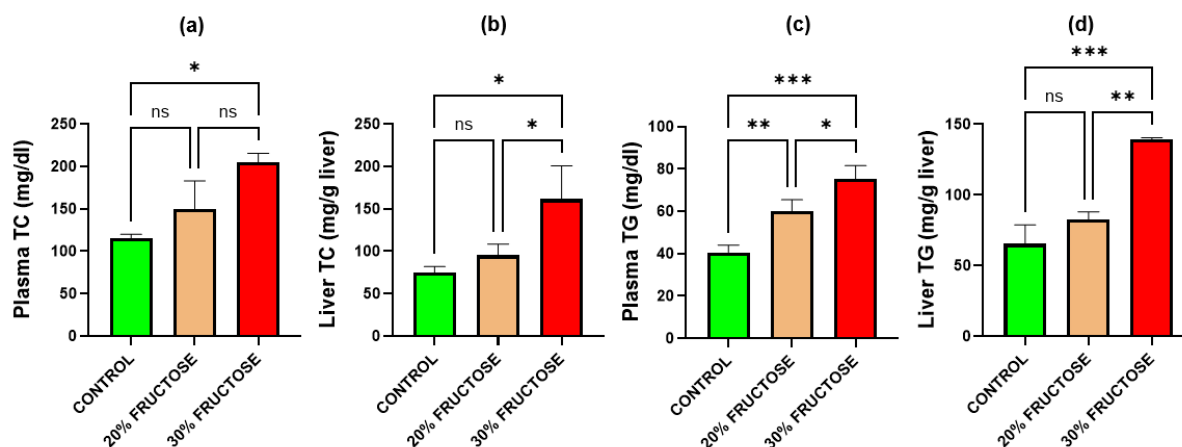 (a)
*
ns
ns
Plasma TC (mg/dl)
250
200
150
100
50
0
CONTROL
20% FRUCTOSE
30% FRUCTOSE
(b)
*
ns
*
Liver TC (mg/g liver)
250
200
150
100
50
0
CONTROL
20% FRUCTOSE
30% FRUCTOSE
(c)
***
**
*
Plasma TG (mg/dl)
100
80
60
40
20
0
CONTROL
20% FRUCTOSE
30% FRUCTOSE
(d)
***
ns
**
Liver TG (mg/g liver)
150
100
50
0
CONTROL
20% FRUCTOSE
30% FRUCTOSE